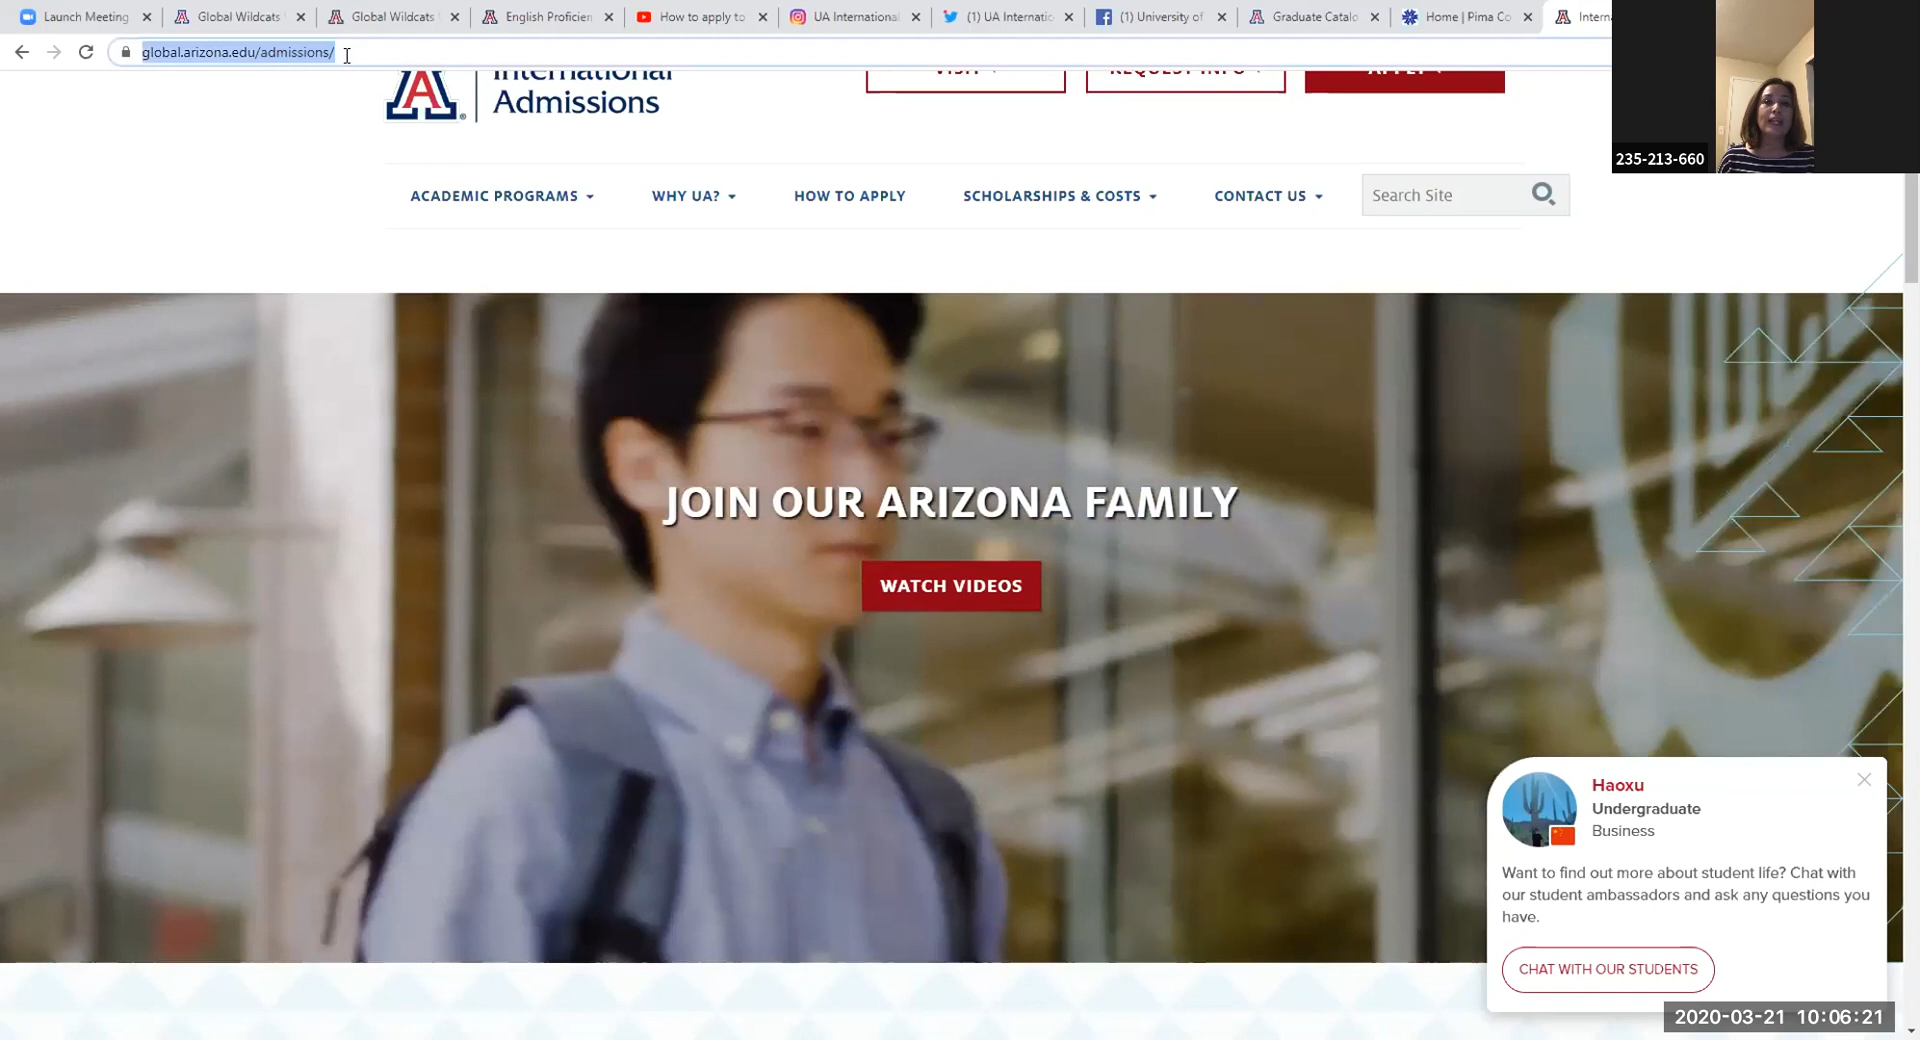 Launch Meeting
Global Wildcats
Global Wildcats
English Proficien
How to apply to
UA International
(1) UA Internatio
(1) University of
Graduate Catalo
Home | Pima Co
Interna
global.arizona.edu/admissions/
235-213-660
International
Admissions
VISIT
REQUEST INFO
APPLY
ACADEMIC PROGRAMS
WHY UA?
HOW TO APPLY
SCHOLARSHIPS & COSTS
CONTACT US
Search Site
JOIN OUR ARIZONA FAMILY
WATCH VIDEOS
Haoxu
Undergraduate
Business
Want to find out more about student life? Chat with
our student ambassadors and ask any questions you
have.
CHAT WITH OUR STUDENTS
2020-03-21 10:06:21